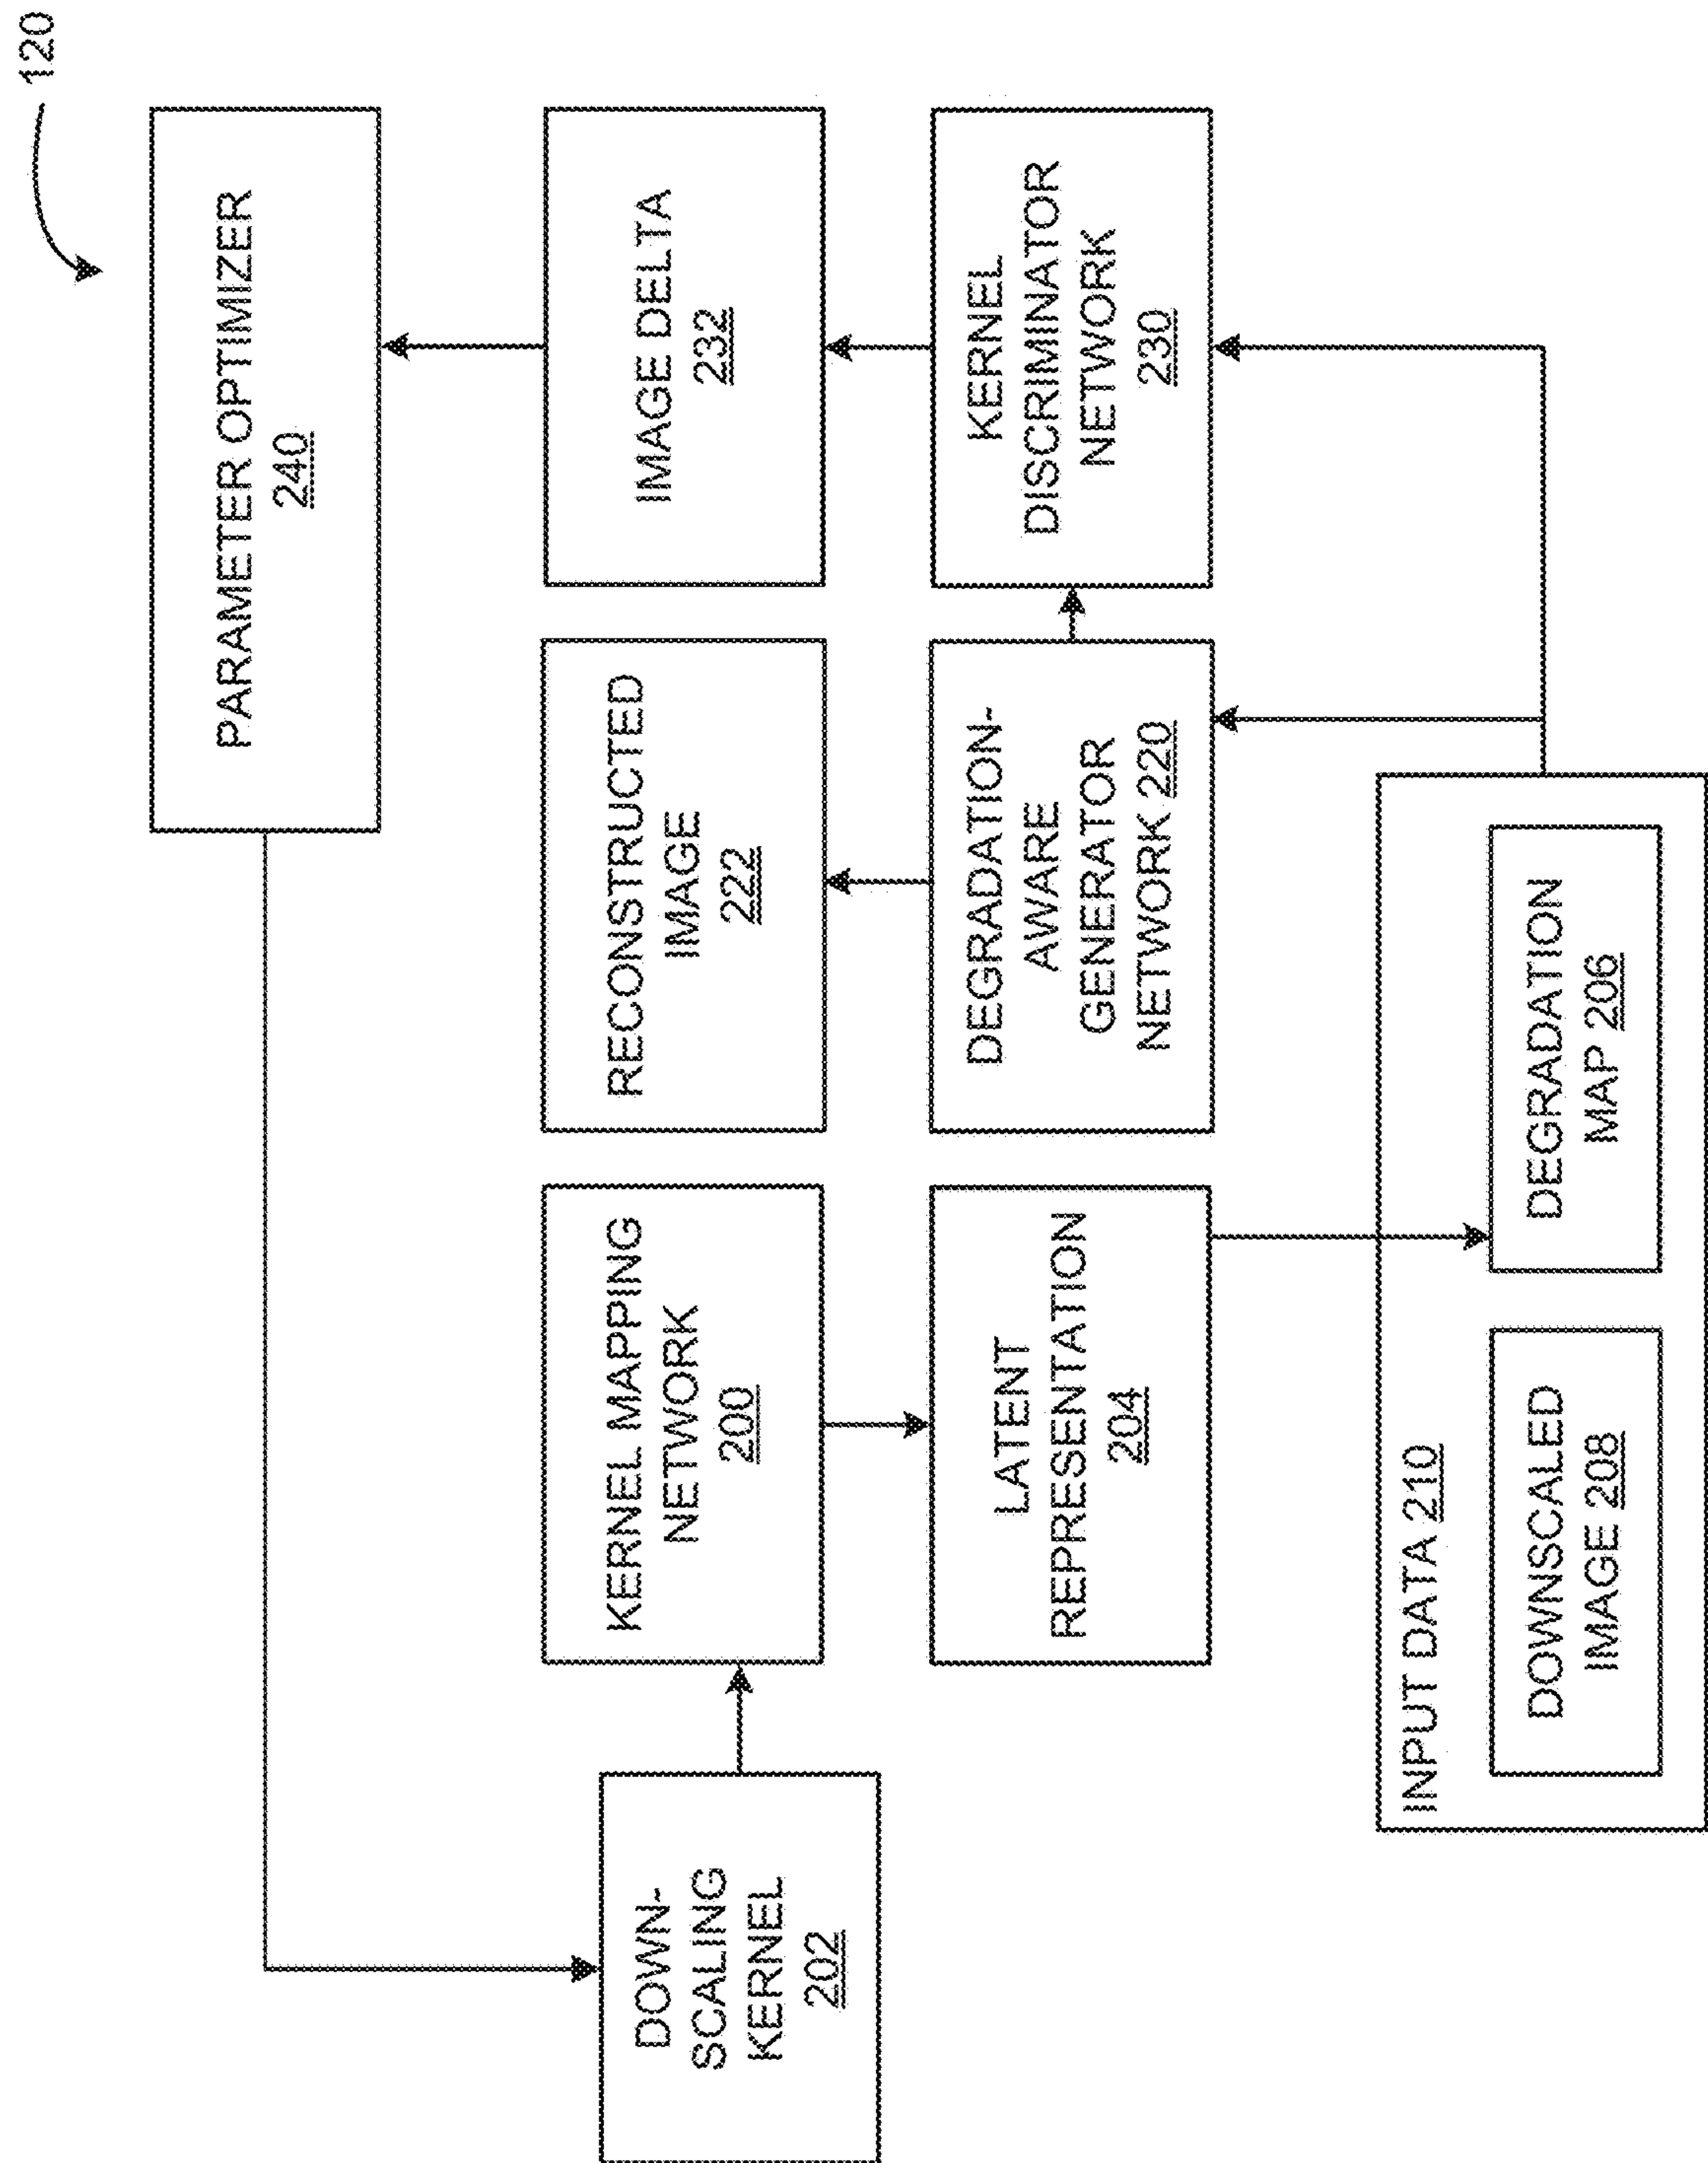 120
PARAMETER OPTIMIZER
240
DOWN-
SCALING
KERNEL
202
KERNEL MAPPING
NETWORK
200
RECONSTRUCTED
IMAGE
222
IMAGE DELTA
232
LATENT
REPRESENTATION
204
DEGRADATION-
AWARE
GENERATOR
NETWORK 220
KERNEL
DISCRIMINATOR
NETWORK
230
INPUT DATA 210
DOWNSCALED
IMAGE 208
DEGRADATION
MAP 206